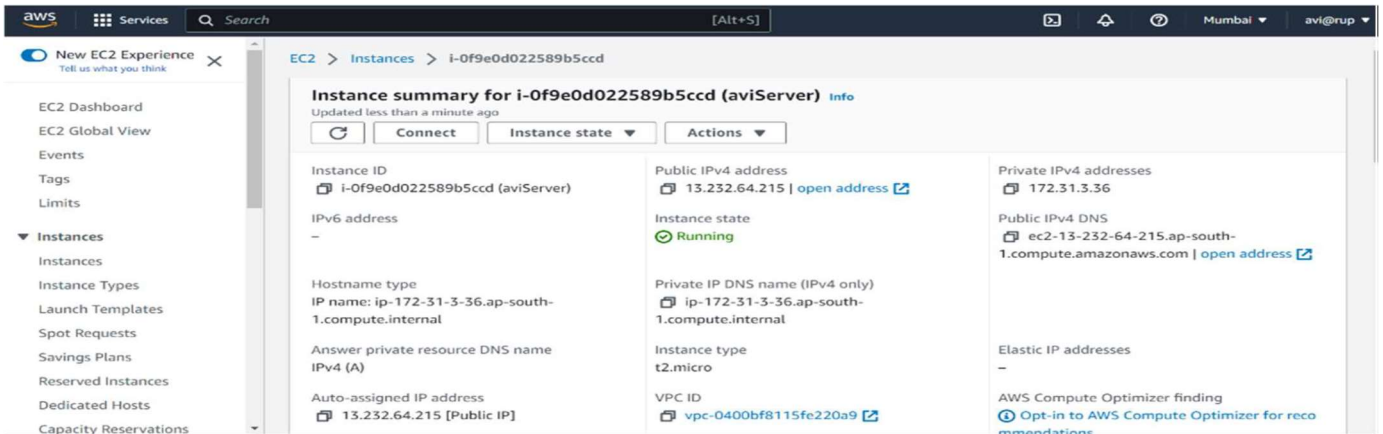 aws Services Search [Alt+S] Mumbai avi@rup
New EC2 Experience
Tell us what you think
EC2 Dashboard
EC2 Global View
Events
Tags
Limits
Instances
Instances
Instance Types
Launch Templates
Spot Requests
Savings Plans
Reserved Instances
Dedicated Hosts
Capacity Reservations
EC2 > Instances > i-0f9e0d022589b5ccd
Instance summary for i-0f9e0d022589b5ccd (aviServer) Info
Updated less than a minute ago
Connect Instance state Actions
Instance ID
i-0f9e0d022589b5ccd (aviServer)
Public IPv4 address
13.232.64.215 | open address
Private IPv4 addresses
172.31.3.36
IPv6 address
–
Instance state
Running
Public IPv4 DNS
ec2-13-232-64-215.ap-south-
1.compute.amazonaws.com | open address
Hostname type
IP name: ip-172-31-3-36.ap-south-
1.compute.internal
Private IP DNS name (IPv4 only)
ip-172-31-3-36.ap-south-
1.compute.internal
Answer private resource DNS name
IPv4 (A)
Instance type
t2.micro
Elastic IP addresses
–
Auto-assigned IP address
13.232.64.215 [Public IP]
VPC ID
vpc-0400bf8115fe220a9
AWS Compute Optimizer finding
Opt-in to AWS Compute Optimizer for reco
mmendations